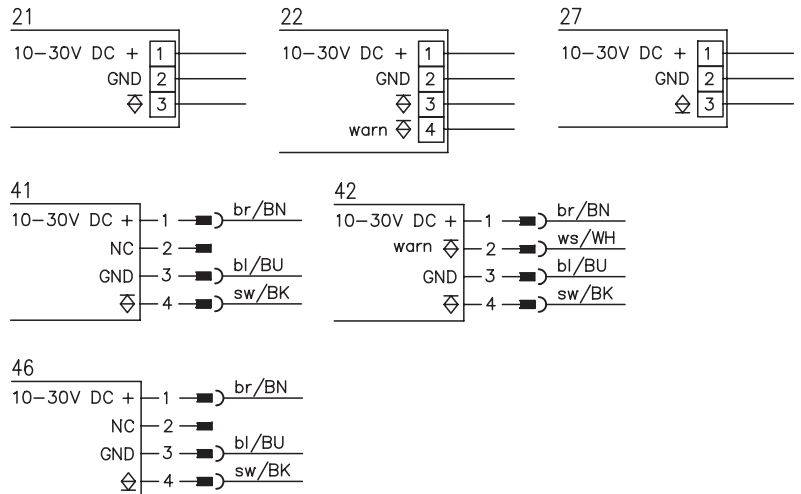 21
10–30V DC + 1
GND 2
3
22
10–30V DC + 1
GND 2
3
warn 4
27
10–30V DC + 1
GND 2
3
41
10–30V DC + 1 br/BN
NC 2
GND 3 bl/BU
4 sw/BK
42
10–30V DC + 1 br/BN
warn 2 ws/WH
GND 3 bl/BU
4 sw/BK
46
10–30V DC + 1 br/BN
NC 2
GND 3 bl/BU
4 sw/BK